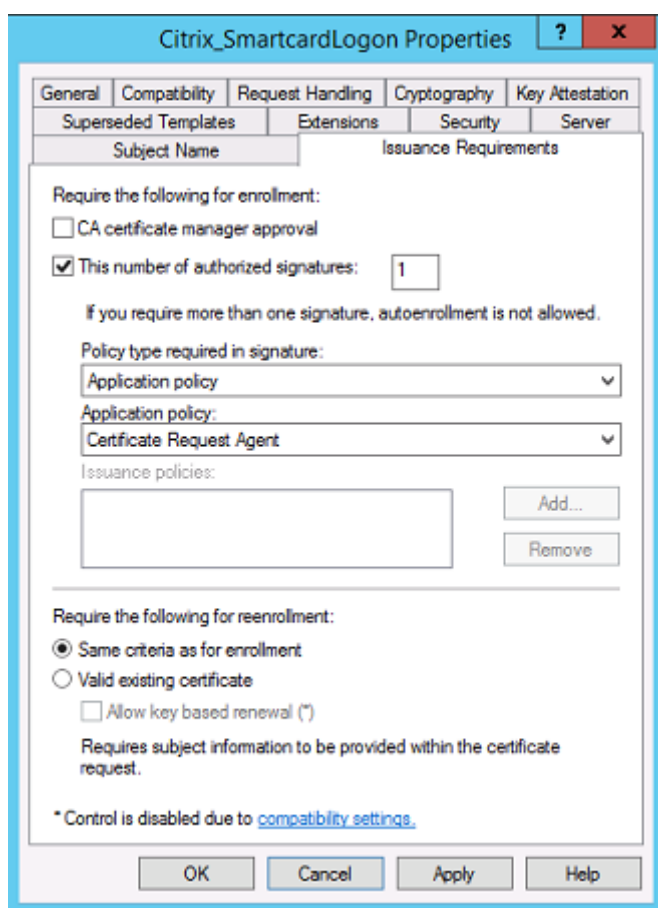 Citrix_SmartcardLogon Properties
?
x
General
Compatibility
Request Handling
Cryptography
Key Attestation
Superseded Templates
Extensions
Security
Server
Subject Name
Issuance Requirements
Require the following for enrollment:
CA certificate manager approval
This number of authorized signatures:
1
If you require more than one signature, autoenrollment is not allowed.
Policy type required in signature:
Application policy
Application policy:
Certificate Request Agent
Issuance policies:
Add...
Remove
Require the following for reenrollment:
Same criteria as for enrollment
Valid existing certificate
Allow key based renewal (*)
Requires subject information to be provided within the certificate
request.
* Control is disabled due to compatibility settings.
OK
Cancel
Apply
Help